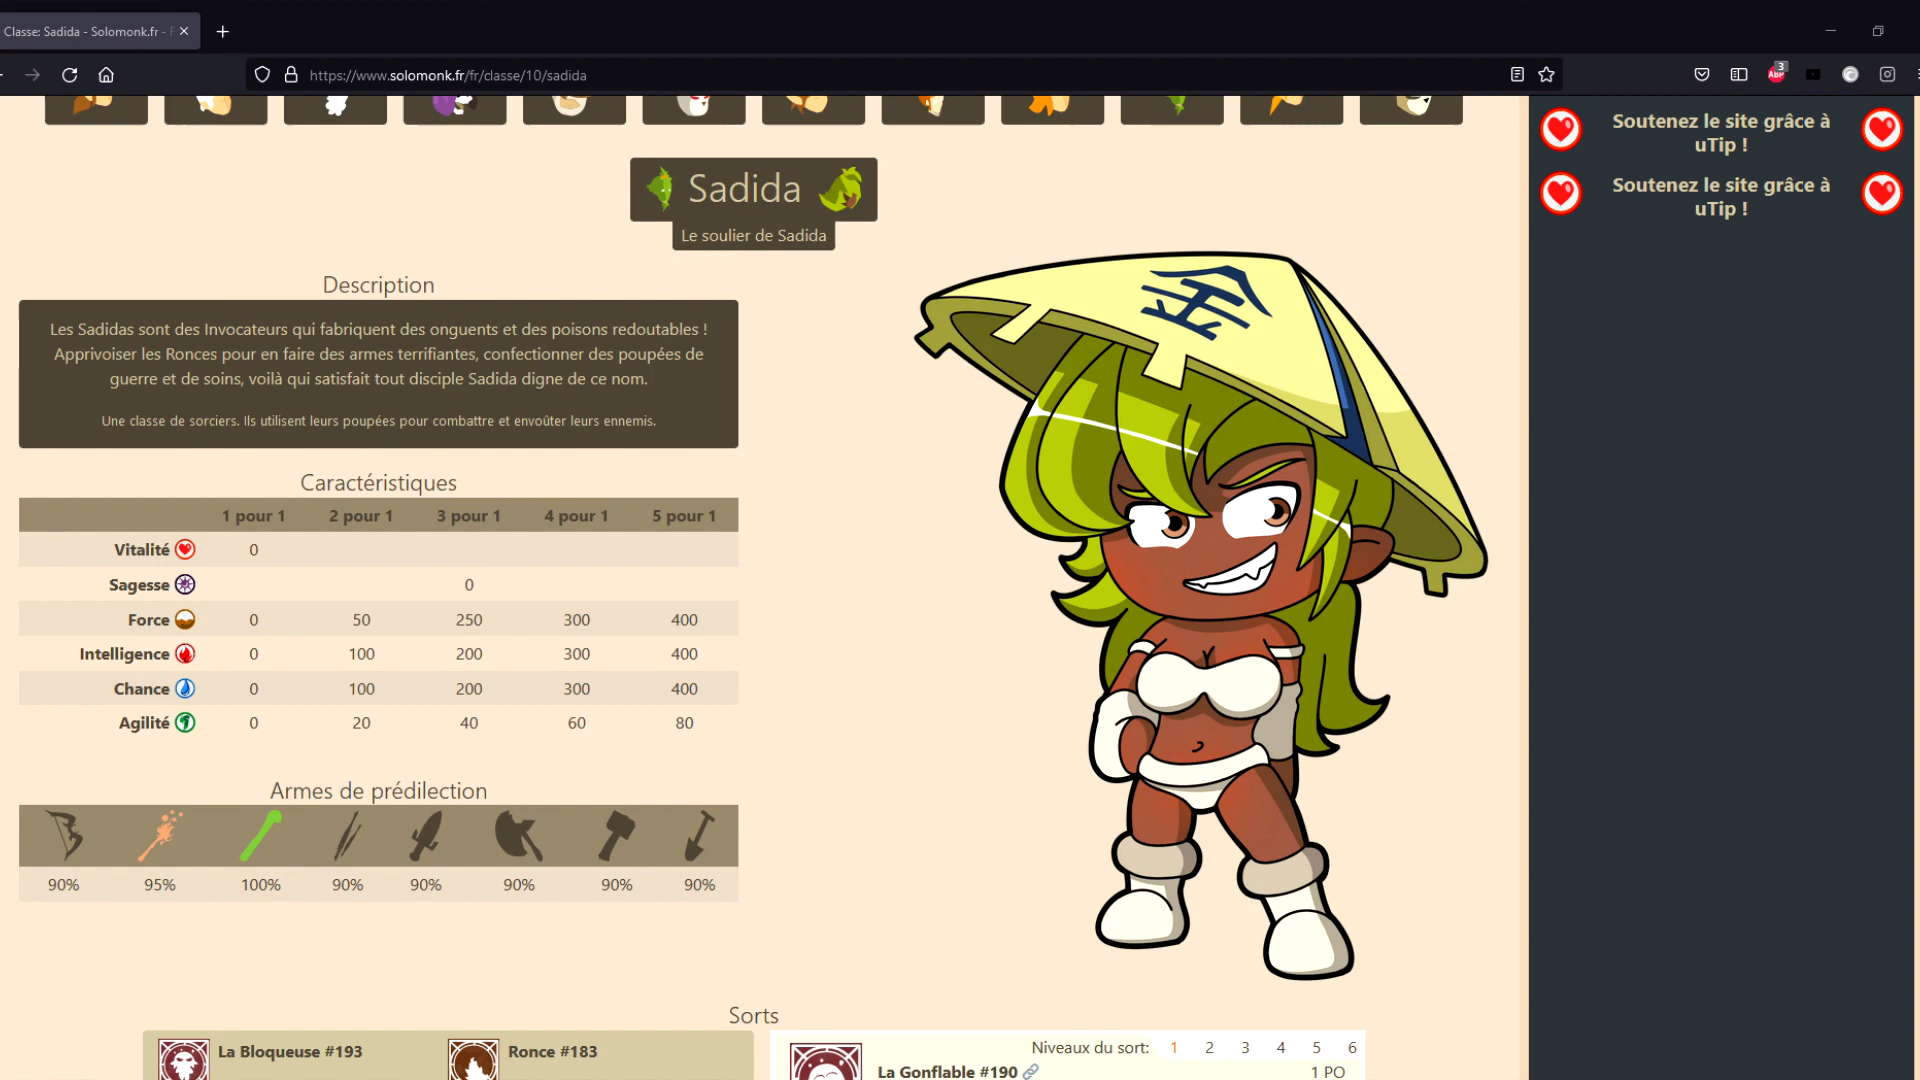 Classe: Sadida - Solomonk.fr -
3
https://www.solomonk.fr/fr/classe/10/sadida
ABP
Soutenez le site grâce à
uTip !
Soutenez le site grâce à
uTip !
Sadida
Le soulier de Sadida
金
Description
Les Sadidas sont des Invocateurs qui fabriquent des onguents et des poisons redoutables !
Apprivoiser les Ronces pour en faire des armes terrifiantes, confectionner des poupées de
guerre et de soins, voilà qui satisfait tout disciple Sadida digne de ce nom.
Une classe de sorciers. Ils utilisent leurs poupées pour combattre et envoûter leurs ennemis.
Caractéristiques
1 pour 1 2 pour 1 3 pour 1 4 pour 1 5 pour 1
Vitalité 0
Sagesse 0
Force 0 50 250 300 400
Intelligence 0 100 200 300 400
Chance 0 100 200 300 400
Agilité 0 20 40 60 80
Armes de prédilection
90% 95% 100% 90% 90% 90% 90% 90%
Sorts
La Bloqueuse #193 Ronce #183
Niveaux du sort: 1 2 3 4 5 6
La Gonflable #190 1 PO